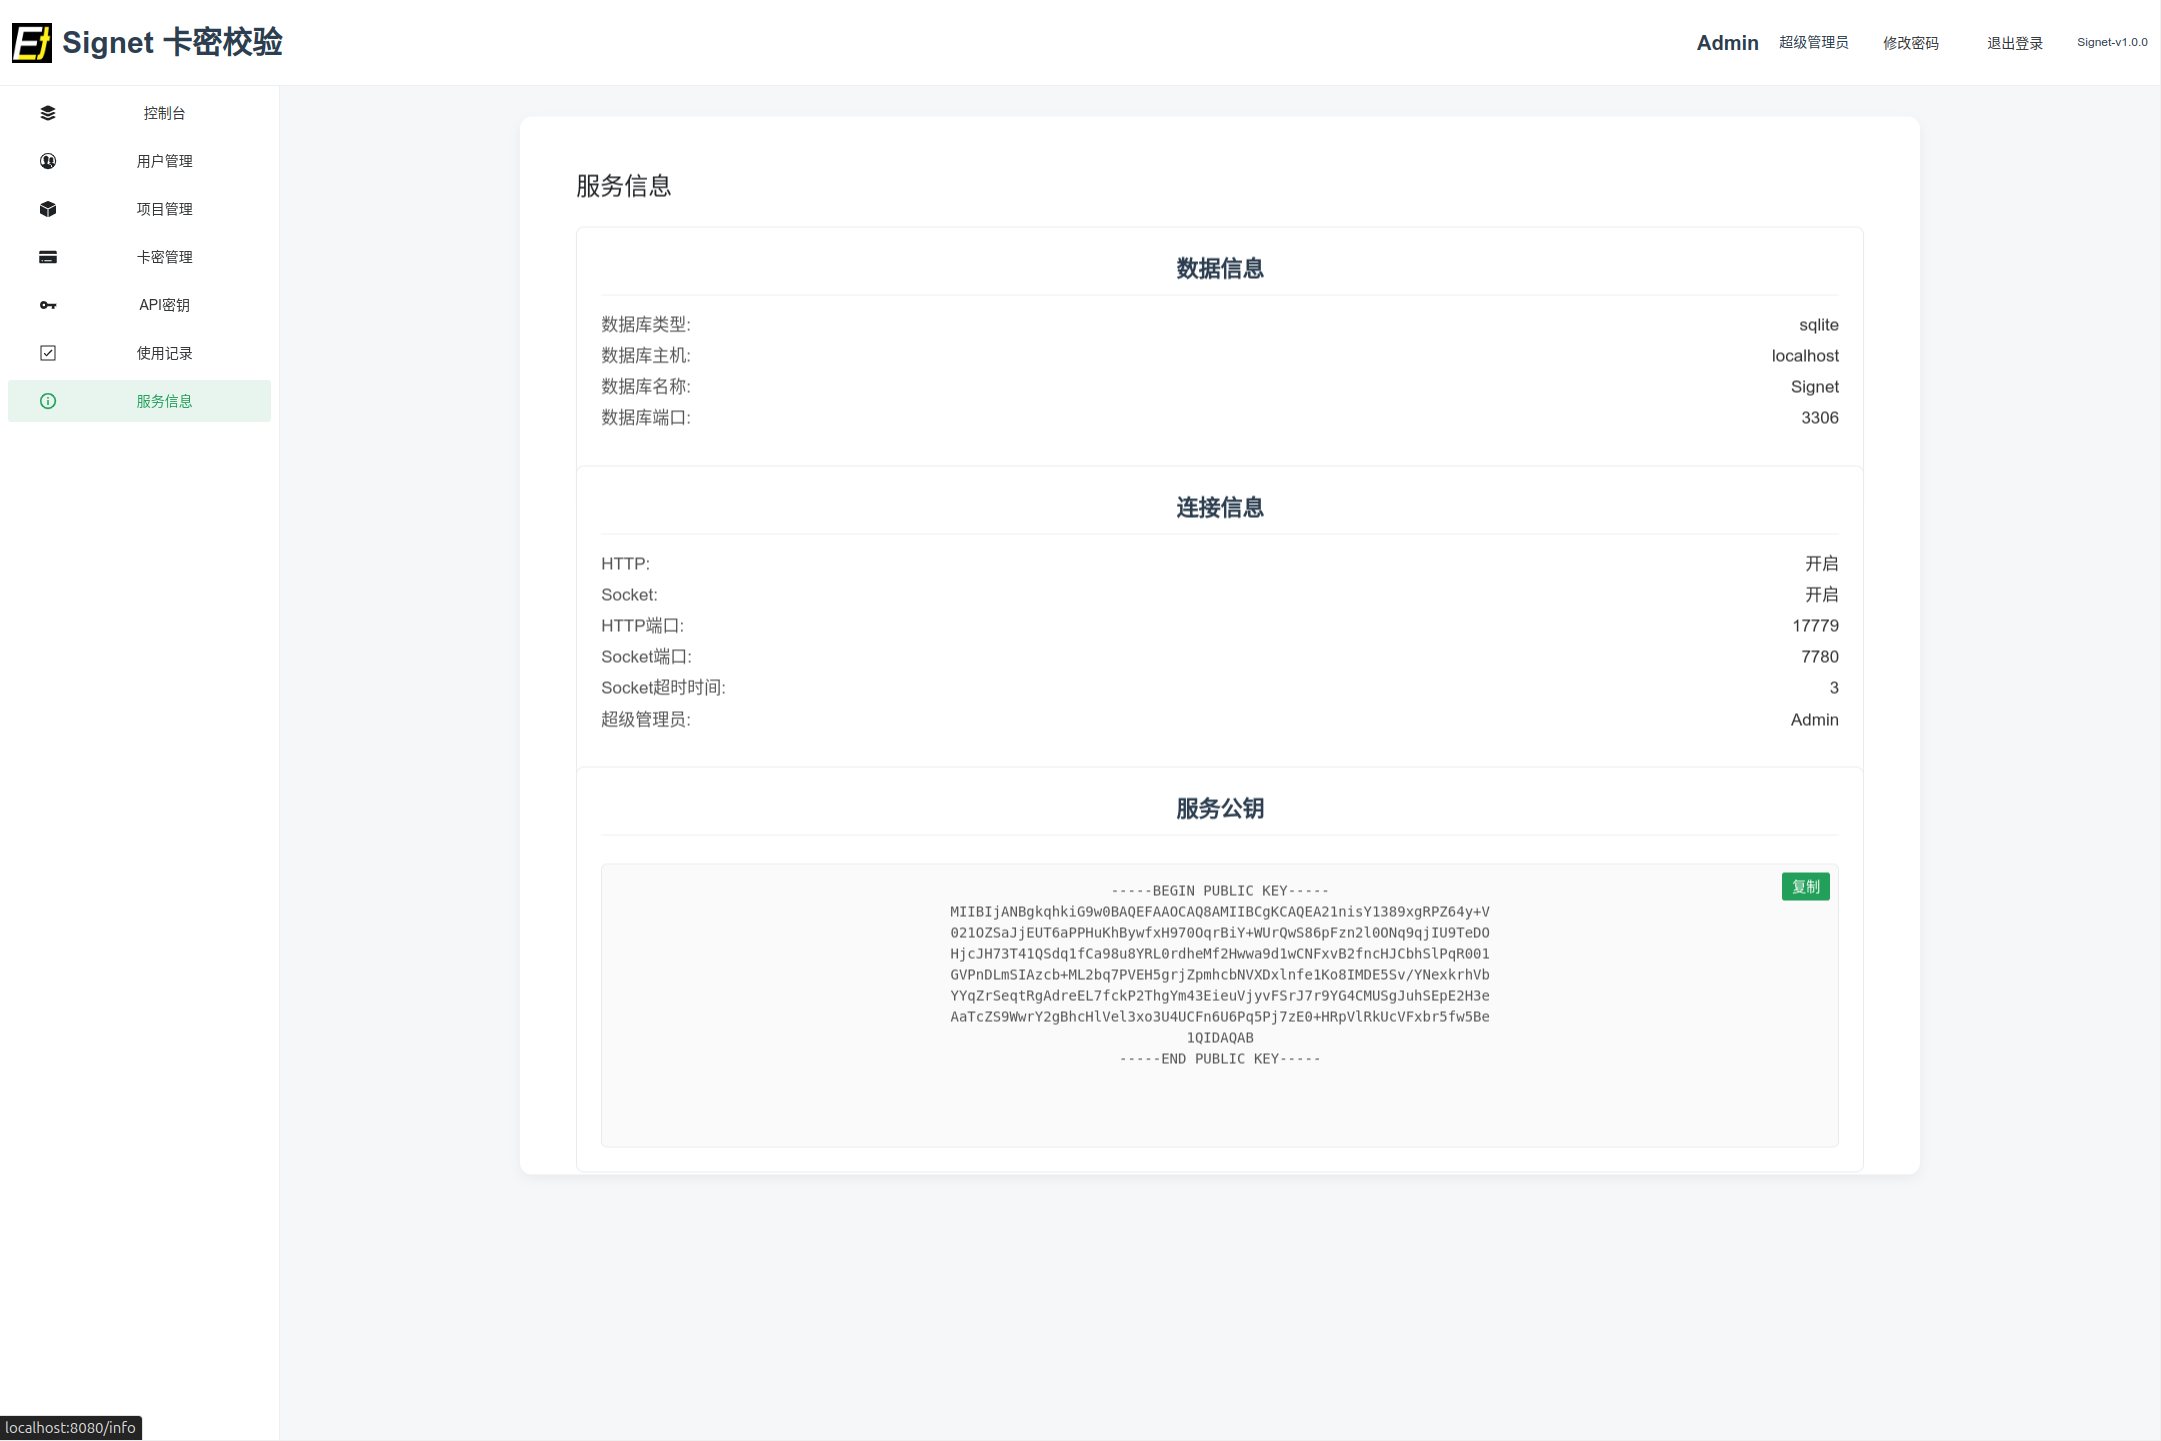 Signet 卡密校验
Admin 超级管理员 修改密码 退出登录 Signet-v1.0.0
控制台
用户管理
项目管理
卡密管理
API密钥
使用记录
服务信息
服务信息
数据信息
数据库类型: sqlite
数据库主机: localhost
数据库名称: Signet
数据库端口: 3306
连接信息
HTTP: 开启
Socket: 开启
HTTP端口: 17779
Socket端口: 7780
Socket超时时间: 3
超级管理员: Admin
服务公钥
复制
-----BEGIN PUBLIC KEY-----
MIIBIjANBgkqhkiG9w0BAQEFAAOCAQ8AMIIBCgKCAQEA21nisY1389xgRPZ64y+V
021OZSaJjEUT6aPPHuKhBywfxH970OqrBiY+WUrQwS86pFzn2l0ONq9qjIU9TeDO
HjcJH73T41QSdq1fCa98u8YRL0rdheMf2Hwwa9d1wCNFxvB2fncHJCbhSlPqR001
GVPnDLmSIAzcb+ML2bq7PVEH5grjZpmhcbNVXDxlnfe1Ko8IMDE5Sv/YNexkrhVb
YYqZrSeqtRgAdreEL7fckP2ThgYm43EieuVjyvFSrJ7r9YG4CMUSgJuhSEpE2H3e
AaTcZS9WwrY2gBhcHlVel3xo3U4UCFn6U6Pq5Pj7zE0+HRpVlRkUcVFxbr5fw5Be
1QIDAQAB
-----END PUBLIC KEY-----
localhost:8080/info